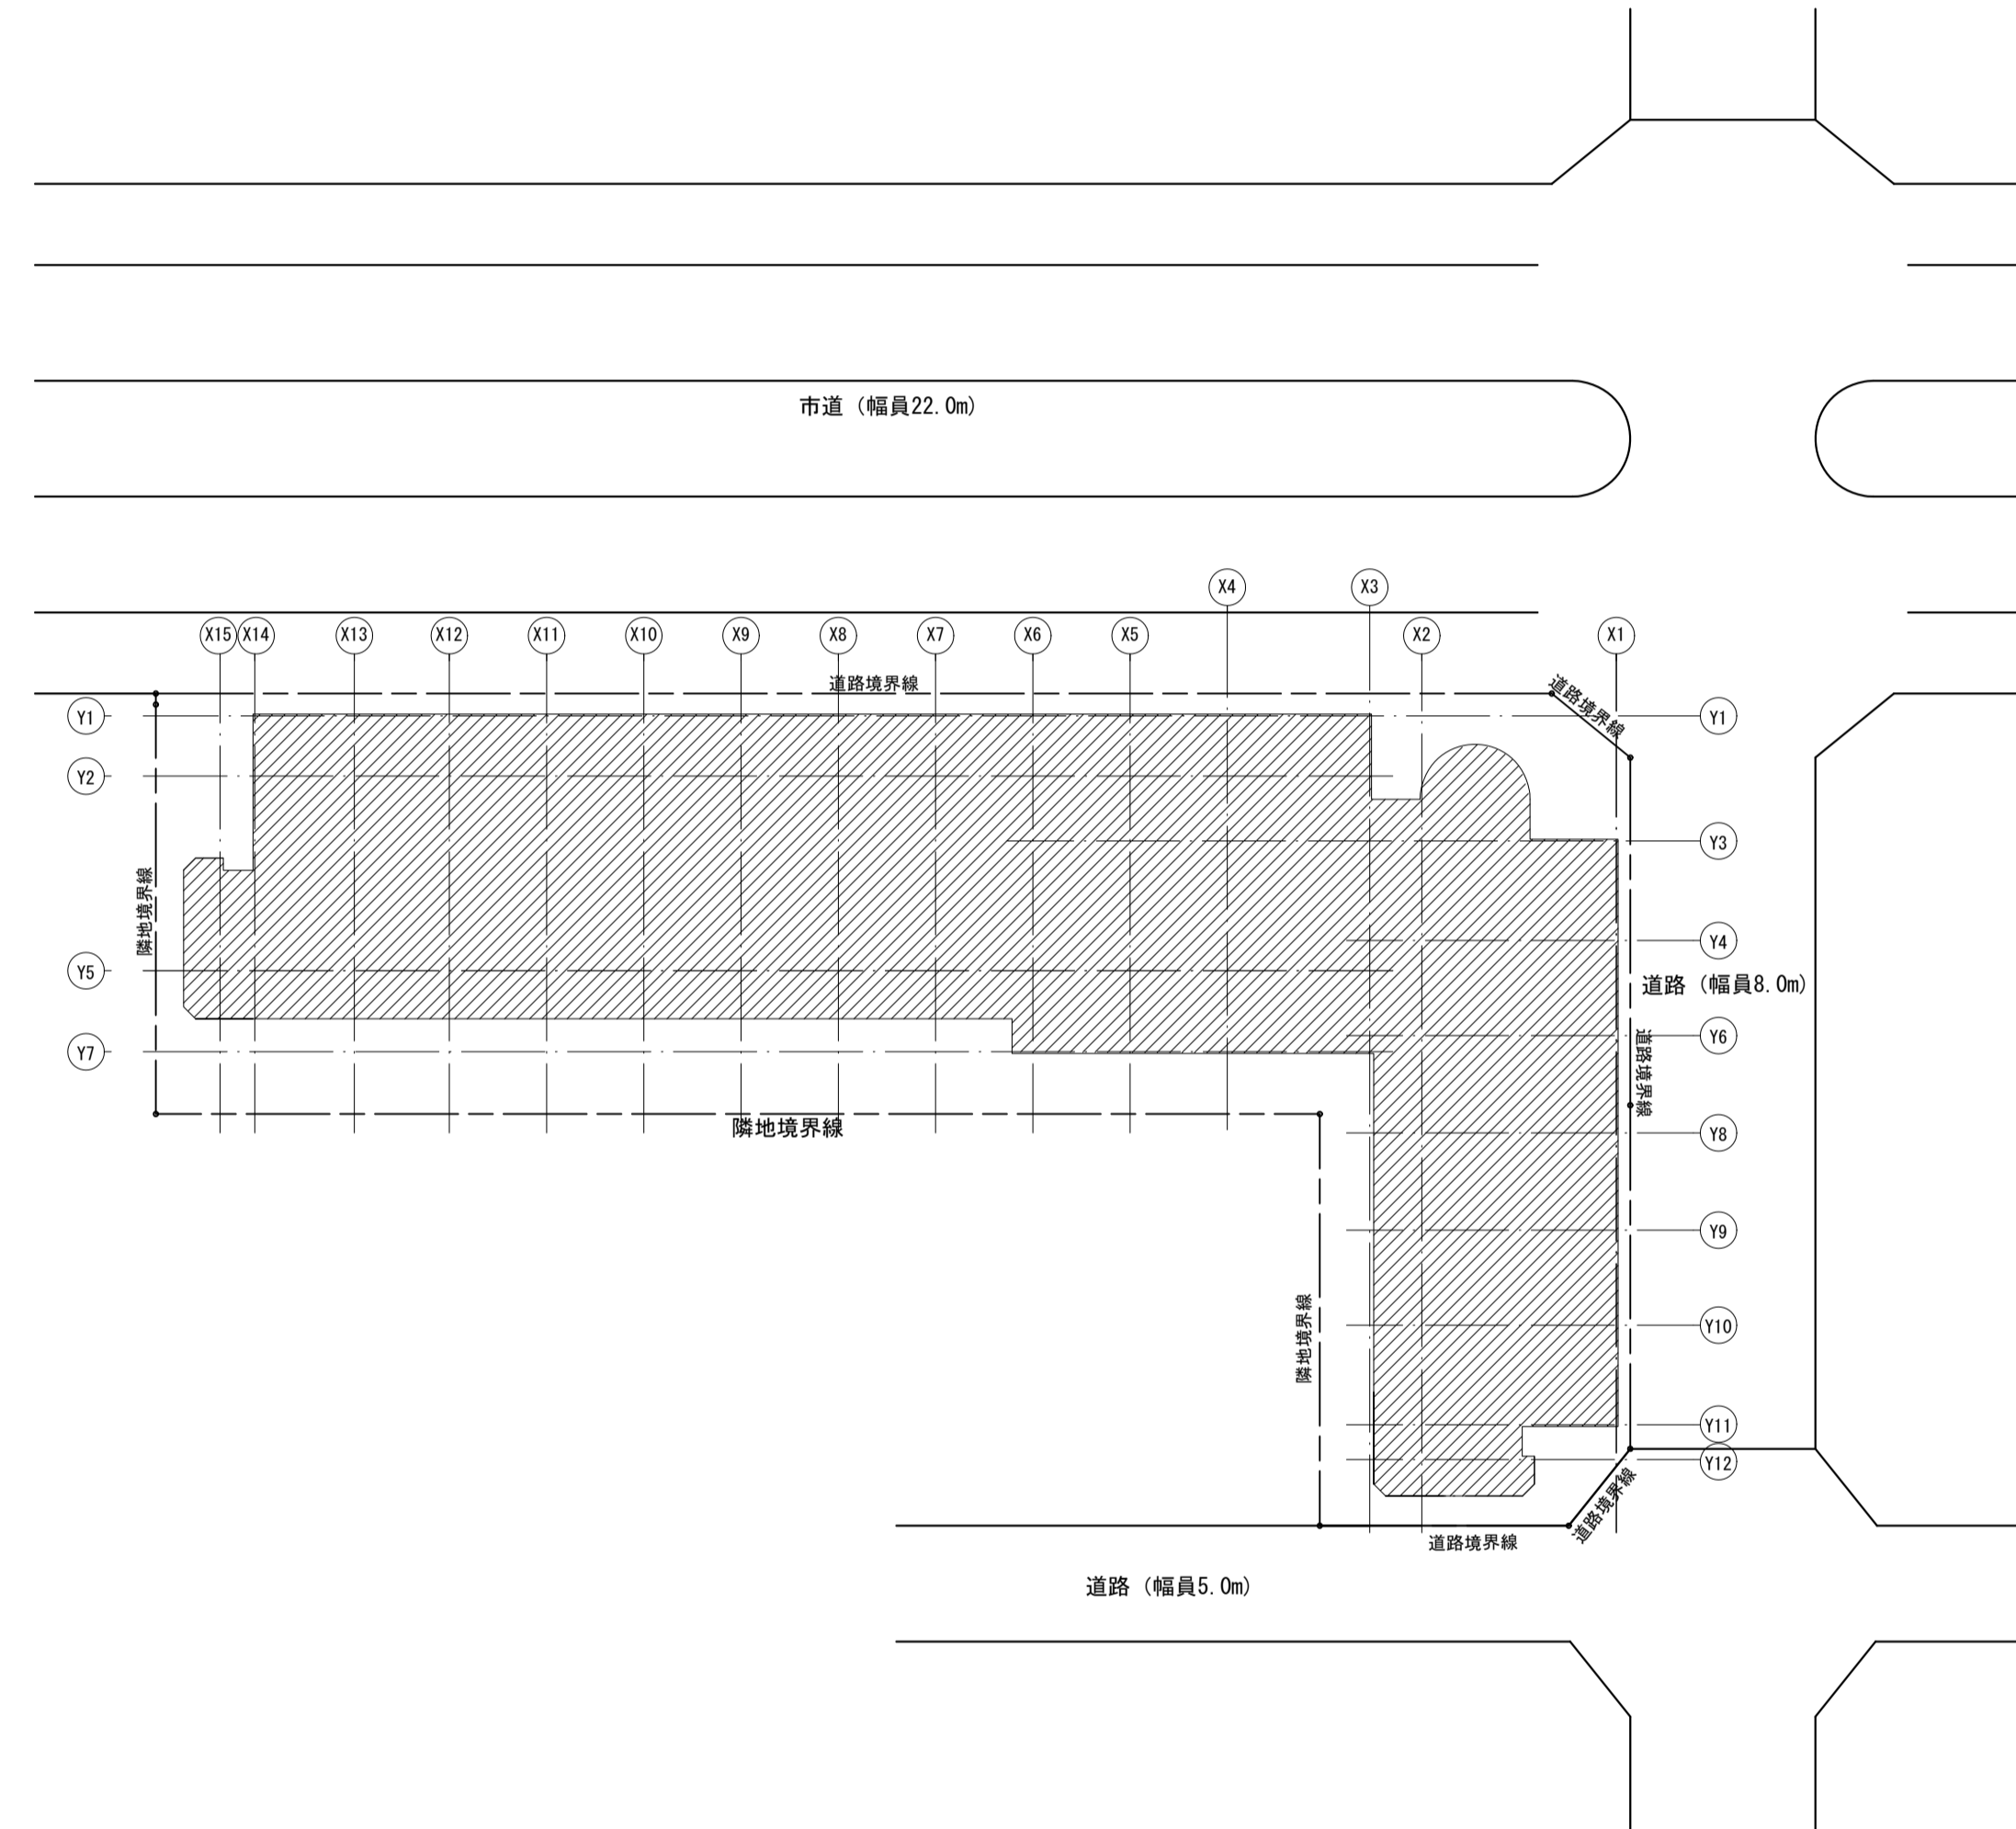 市道（幅員22.0m）
X4
X3
X15
X14
X13
X12
X11
X10
X9
X8
X7
X6
X5
X2
X1
道路境界線
道路境界線
Y1
Y1
Y2
Y3
隣地境界線
Y4
Y5
道路（幅員8.0m）
Y6
Y7
道路境界線
隣地境界線
Y8
Y9
隣地境界線
Y10
Y11
Y12
道路境界線
道路境界線
道路（幅員5.0m）